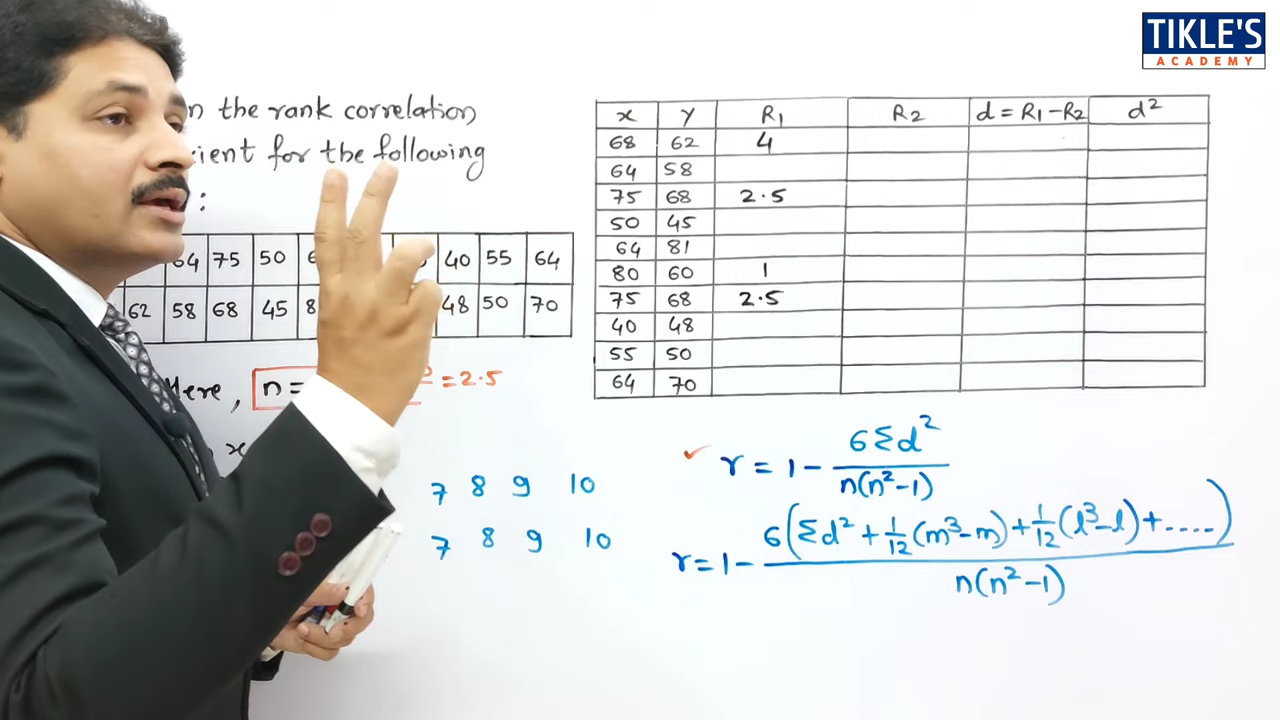 TIKLE'S
ACADEMY
the rank correlation
for the following
:
64 75 50 40 55 64
62 58 68 45 8 48 50 70
Here, n = = 2.5
x
7 8 9 10
7 8 9 10
x y R1 R2 d = R1 - R2 d²
68 62 4
64 58
75 68 2.5
50 45
64 81
80 60 1
75 68 2.5
40 48
55 50
64 70
r = 1 - 6Σd² / n(n²-1)
r = 1 - 6(Σd² + 1/12(m³-m) + 1/12(l³-l) + .....) / n(n²-1)